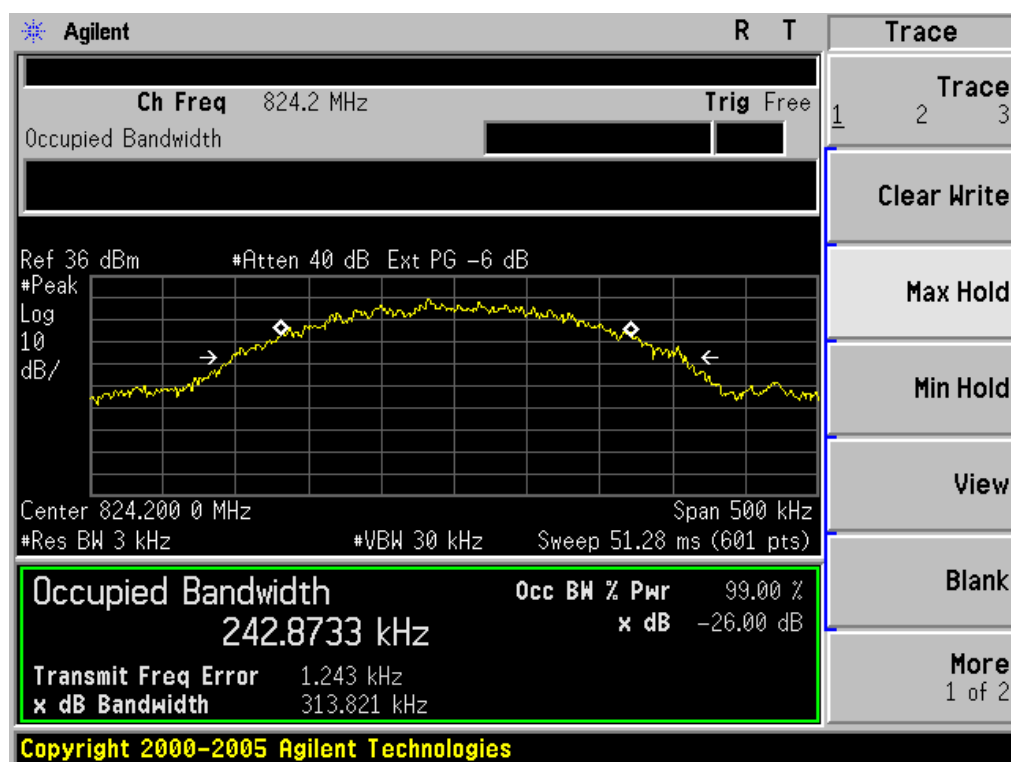 Agilent R T
Trace
Ch Freq 824.2 MHz Trig Free
Occupied Bandwidth
Trace
1 2 3
Clear Write
Max Hold
Min Hold
View
Blank
More
1 of 2
Ref 36 dBm #Atten 40 dB Ext PG -6 dB
#Peak
Log
10
dB/
Center 824.200 0 MHz Span 500 kHz
#Res BW 3 kHz #VBW 30 kHz Sweep 51.28 ms (601 pts)
Occupied Bandwidth
242.8733 kHz
Occ BW % Pwr 99.00 %
x dB -26.00 dB
Transmit Freq Error 1.243 kHz
x dB Bandwidth 313.821 kHz
Copyright 2000-2005 Agilent Technologies